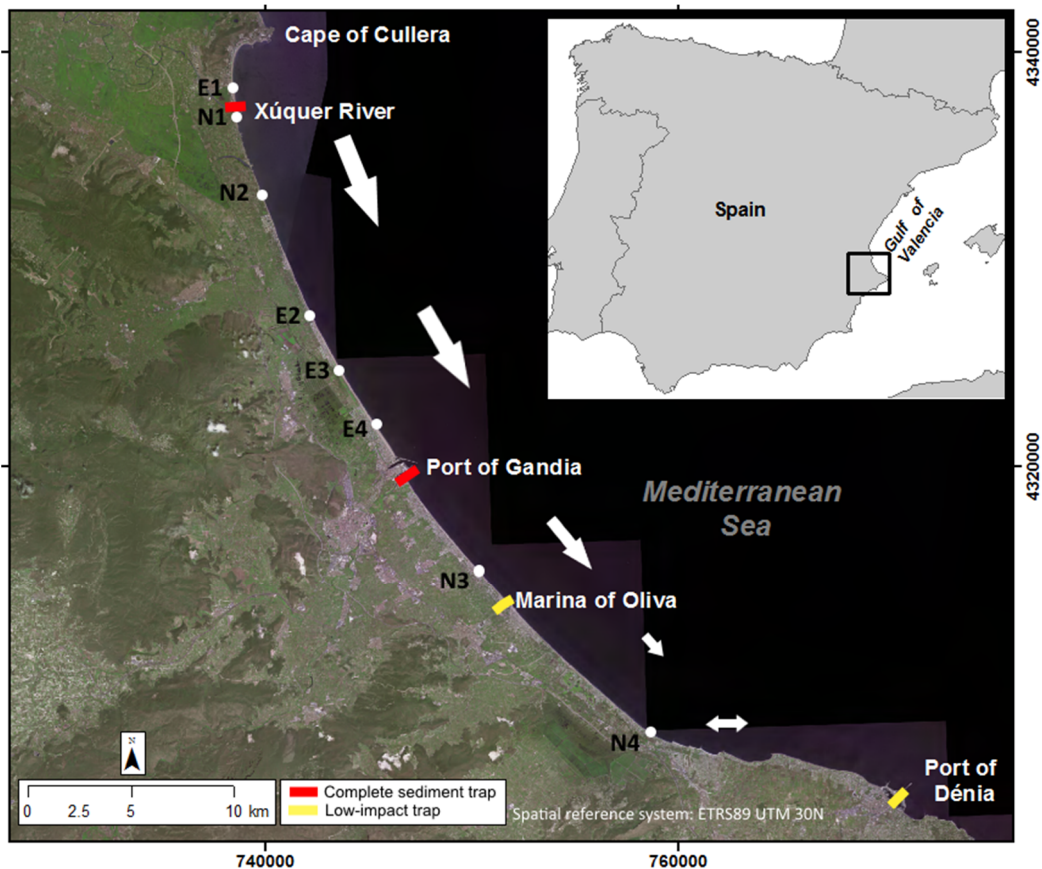 Cape of Cullera
4340000
E1
Xúquer River
N1
N2
Spain
Gulf of
Valencia
E2
E3
E4
Port of Gandia
4320000
Mediterranean
Sea
N3
Marina of Oliva
N4
Port of
Dénia
0 2.5 5 10 km
Complete sediment trap
Low-impact trap
Spatial reference system: ETRS89 UTM 30N
740000
760000